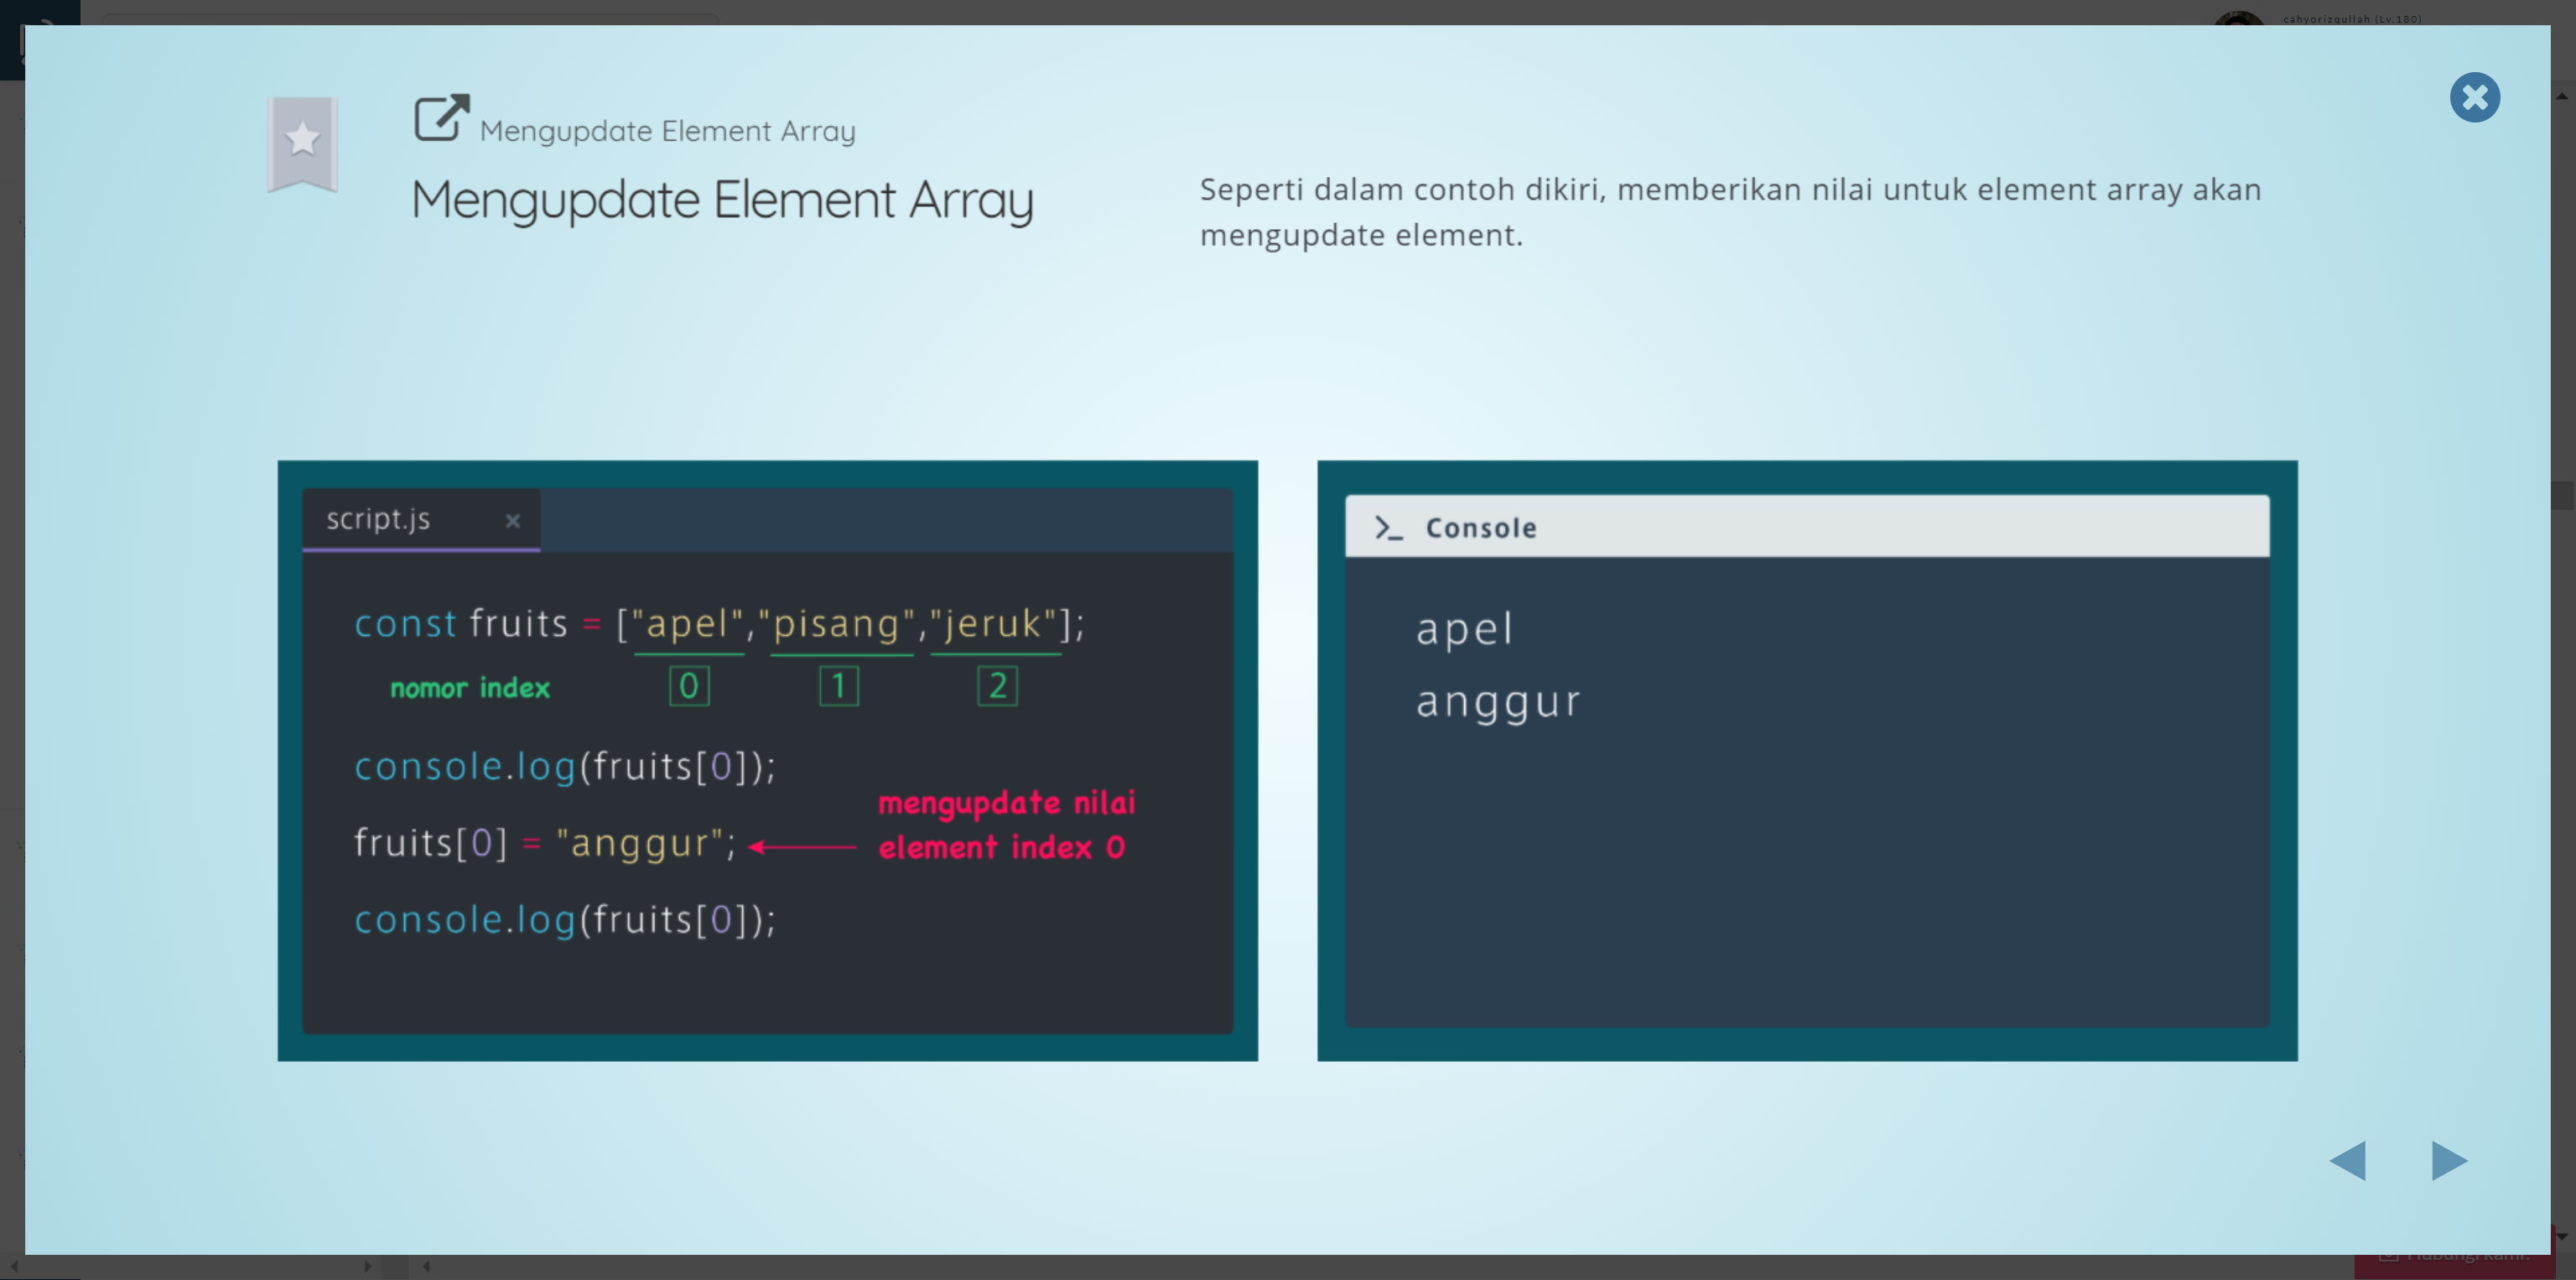 cahyorizqullah (Lv.180)
Mengupdate Element Array
Mengupdate Element Array
Seperti dalam contoh dikiri, memberikan nilai untuk element array akan
mengupdate element.
script.js
const fruits = ["apel","pisang","jeruk"];
nomor index 0 1 2
console.log(fruits[0]);
mengupdate nilai
fruits[0] = "anggur"; element index 0
console.log(fruits[0]);
>_ Console
apel
anggur